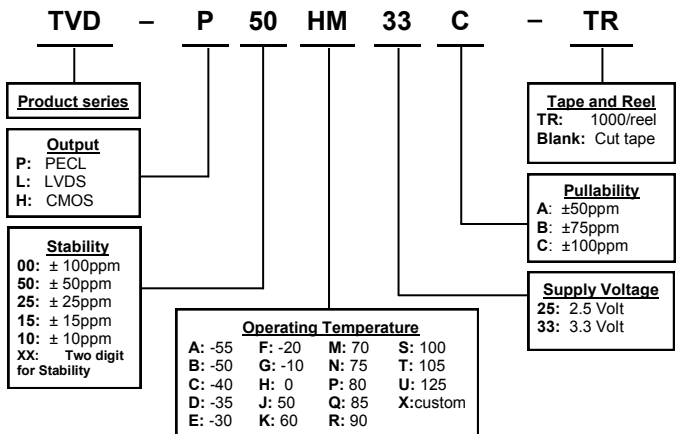 TVD – P 50 HM 33 C – TR
Product series
Output
P: PECL
L: LVDS
H: CMOS
Stability
00: ± 100ppm
50: ± 50ppm
25: ± 25ppm
15: ± 15ppm
10: ± 10ppm
XX: Two digit
for Stability
Operating Temperature
A: -55 F: -20 M: 70 S: 100
B: -50 G: -10 N: 75 T: 105
C: -40 H: 0 P: 80 U: 125
D: -35 J: 50 Q: 85 X:custom
E: -30 K: 60 R: 90
Tape and Reel
TR: 1000/reel
Blank: Cut tape
Pullability
A: ±50ppm
B: ±75ppm
C: ±100ppm
Supply Voltage
25: 2.5 Volt
33: 3.3 Volt